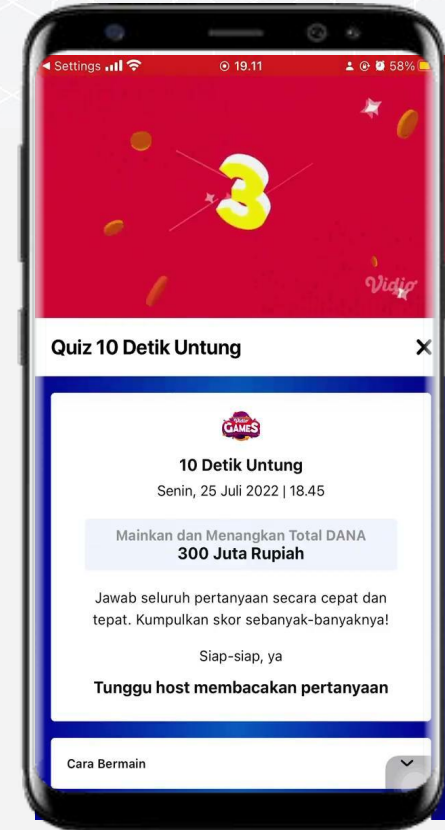 Settings 19.11 58%
3
Vidio
Quiz 10 Detik Untung
Vidio
GAMES
10 Detik Untung
Senin, 25 Juli 2022 | 18.45
Mainkan dan Menangkan Total DANA
300 Juta Rupiah
Jawab seluruh pertanyaan secara cepat dan
tepat. Kumpulkan skor sebanyak-banyaknya!
Siap-siap, ya
Tunggu host membacakan pertanyaan
Cara Bermain